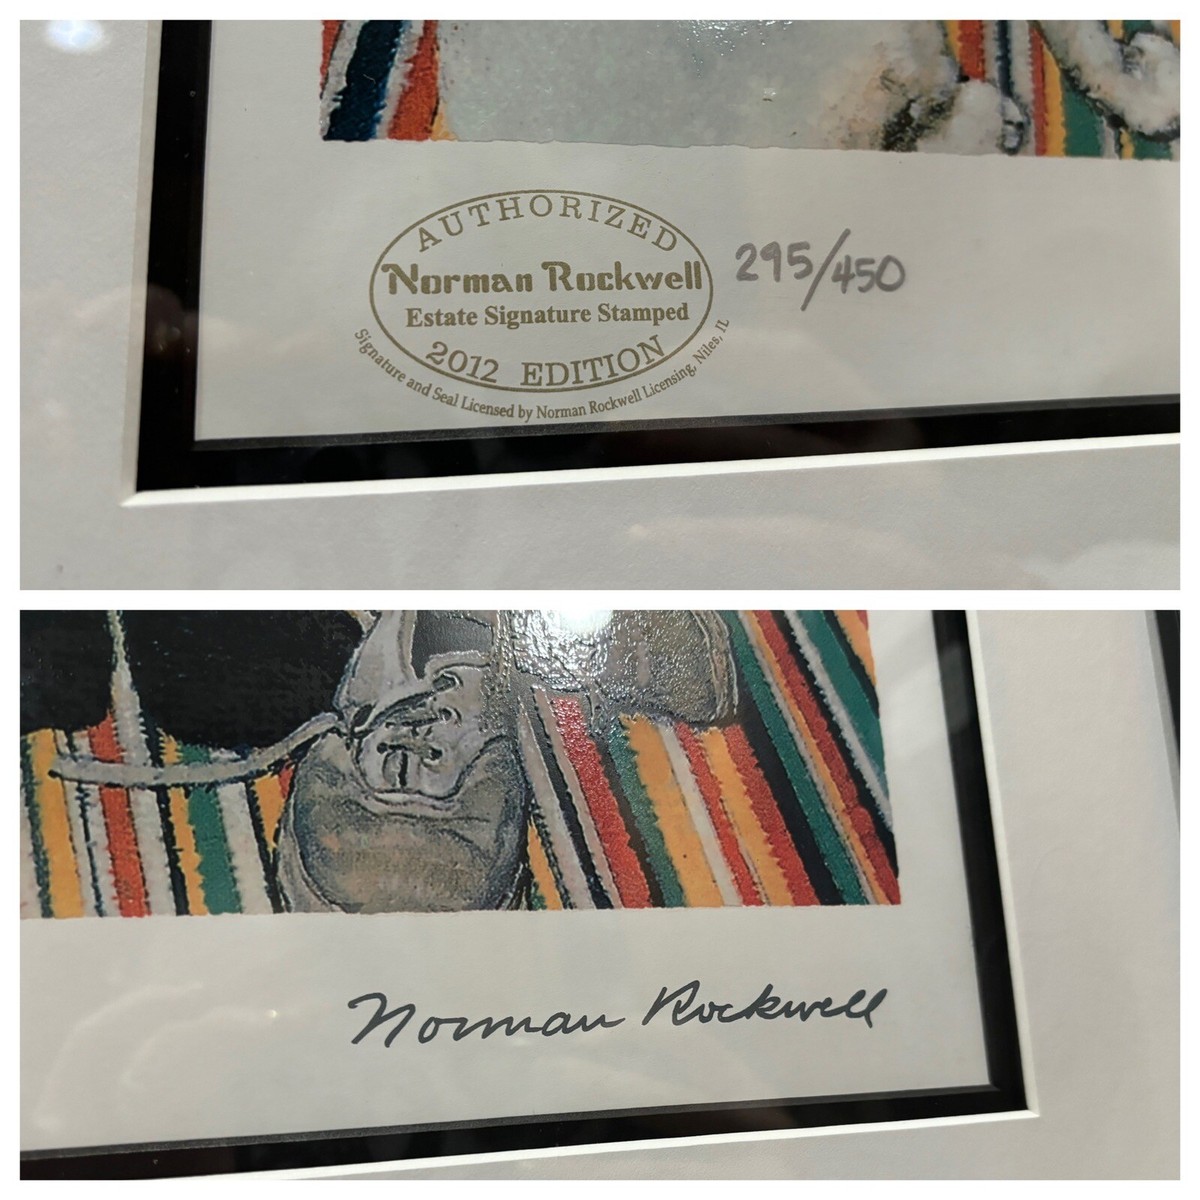 AUTHORIZED
Norman Rockwell
Estate Signature Stamped
2012 EDITION
Signature and Seal Licensed by Norman Rockwell Licensing, Niles, IL
295/450
Norman Rockwell